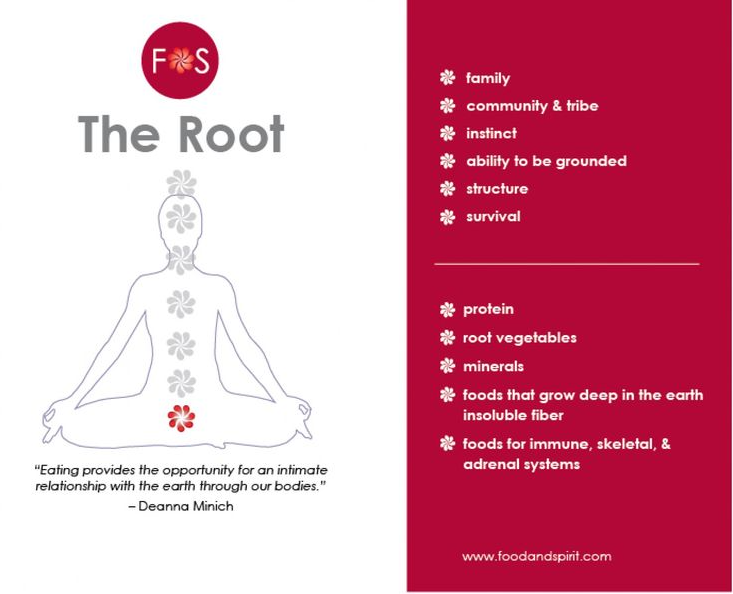 F S
The Root
“Eating provides the opportunity for an intimate
relationship with the earth through our bodies.”
– Deanna Minich
family
community & tribe
instinct
ability to be grounded
structure
survival
protein
root vegetables
minerals
foods that grow deep in the earth
insoluble fiber
foods for immune, skeletal, &
adrenal systems
www.foodandspirit.com